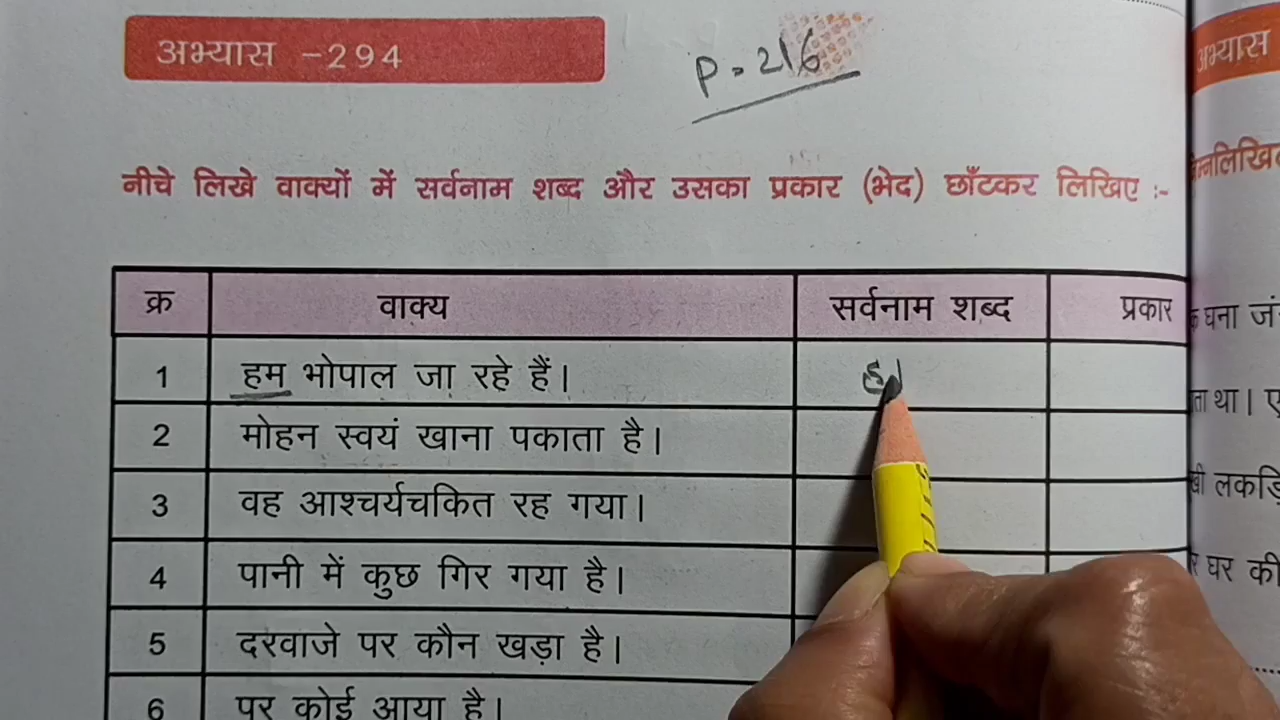 अभ्यास -294
P. 216
अभ्यास
नीचे लिखे वाक्यों में सर्वनाम शब्द और उसका प्रकार (भेद) छाँटकर लिखिए :-
क्र वाक्य सर्वनाम शब्द प्रकार
1 हम भोपाल जा रहे हैं। ह
2 मोहन स्वयं खाना पकाता है।
3 वह आश्चर्यचकित रह गया।
4 पानी में कुछ गिर गया है।
5 दरवाजे पर कौन खड़ा है।
6 पर कोई आया है।
घना
ता था।
घर की